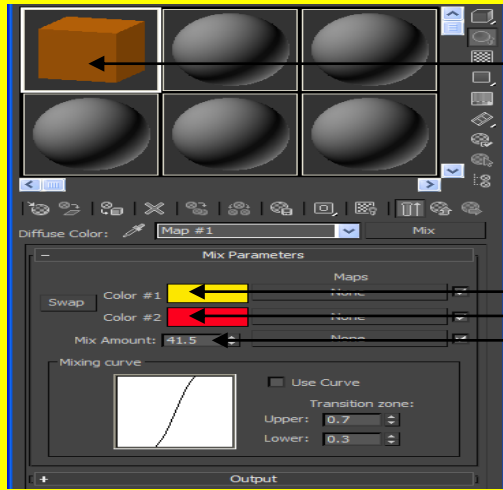 Diffuse Color: Map #1 Mix
− Mix Parameters
Maps
Swap Color #1 None
Color #2 None
Mix Amount: 41.5 None
Mixing curve
Use Curve
Transition zone:
Upper: 0.7
Lower: 0.3
+ Output